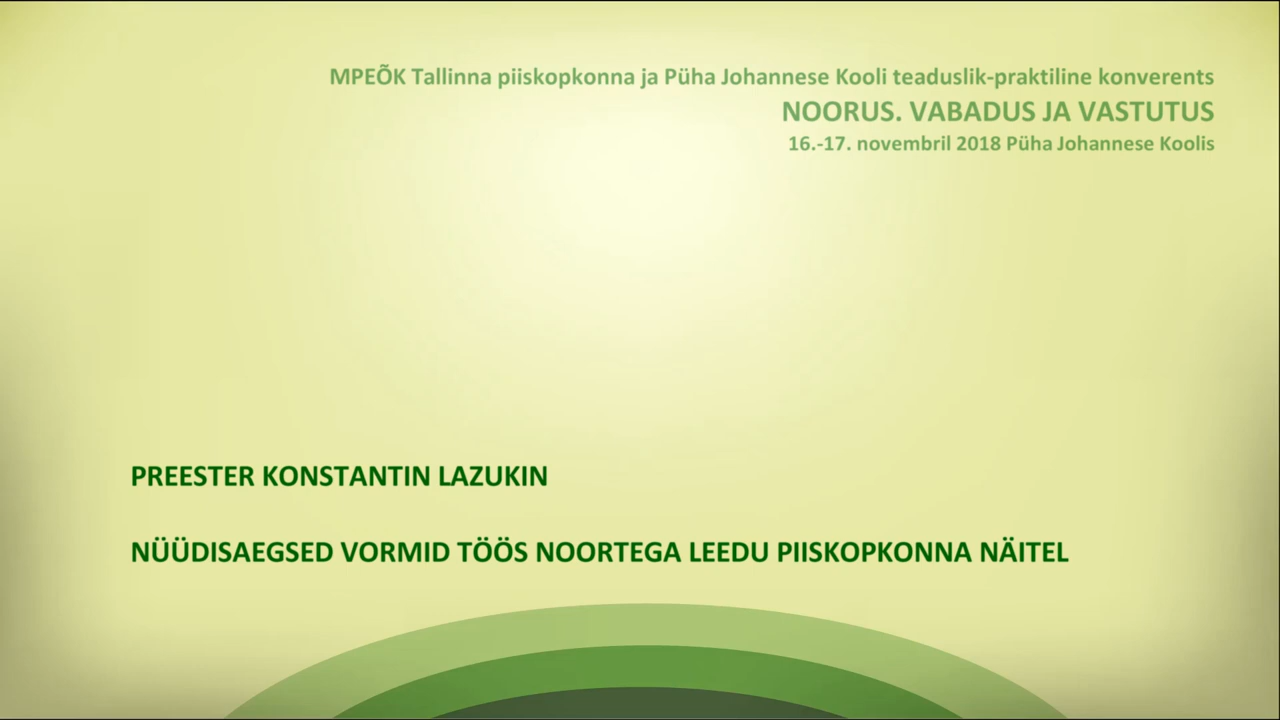 MPEÕK Tallinna piiskopkonna ja Püha Johannese Kooli teaduslik-praktiline konverents
NOORUS. VABADUS JA VASTUTUS
16.-17. novembril 2018 Püha Johannese Koolis
PREESTER KONSTANTIN LAZUKIN
NÜÜDISAEGSED VORMID TÖÖS NOORTEGA LEEDU PIISKOPKONNA NÄITEL